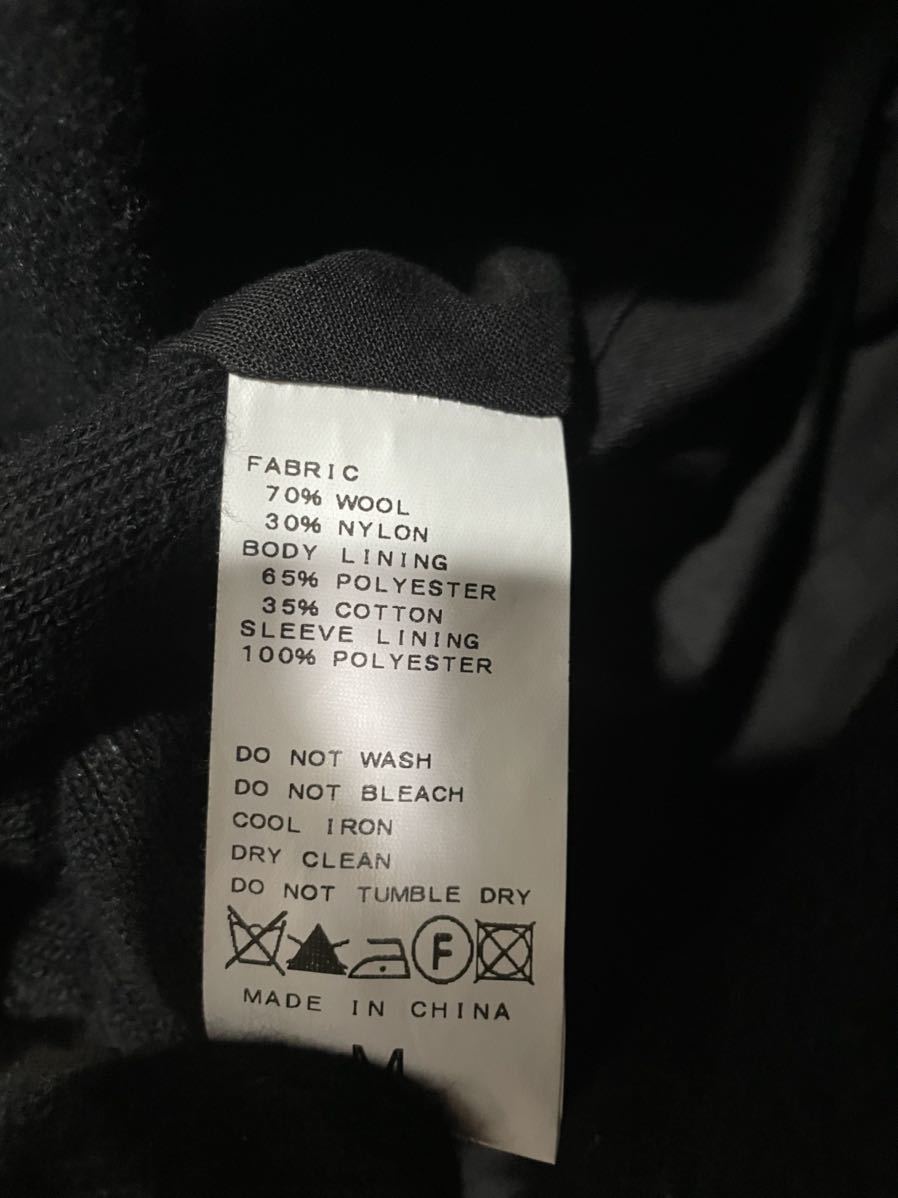 FABRIC
70% WOOL
30% NYLON
BODY LINING
65% POLYESTER
35% COTTON
SLEEVE LINING
100% POLYESTER
DO NOT WASH
DO NOT BLEACH
COOL IRON
DRY CLEAN
DO NOT TUMBLE DRY
F
MADE IN CHINA
M